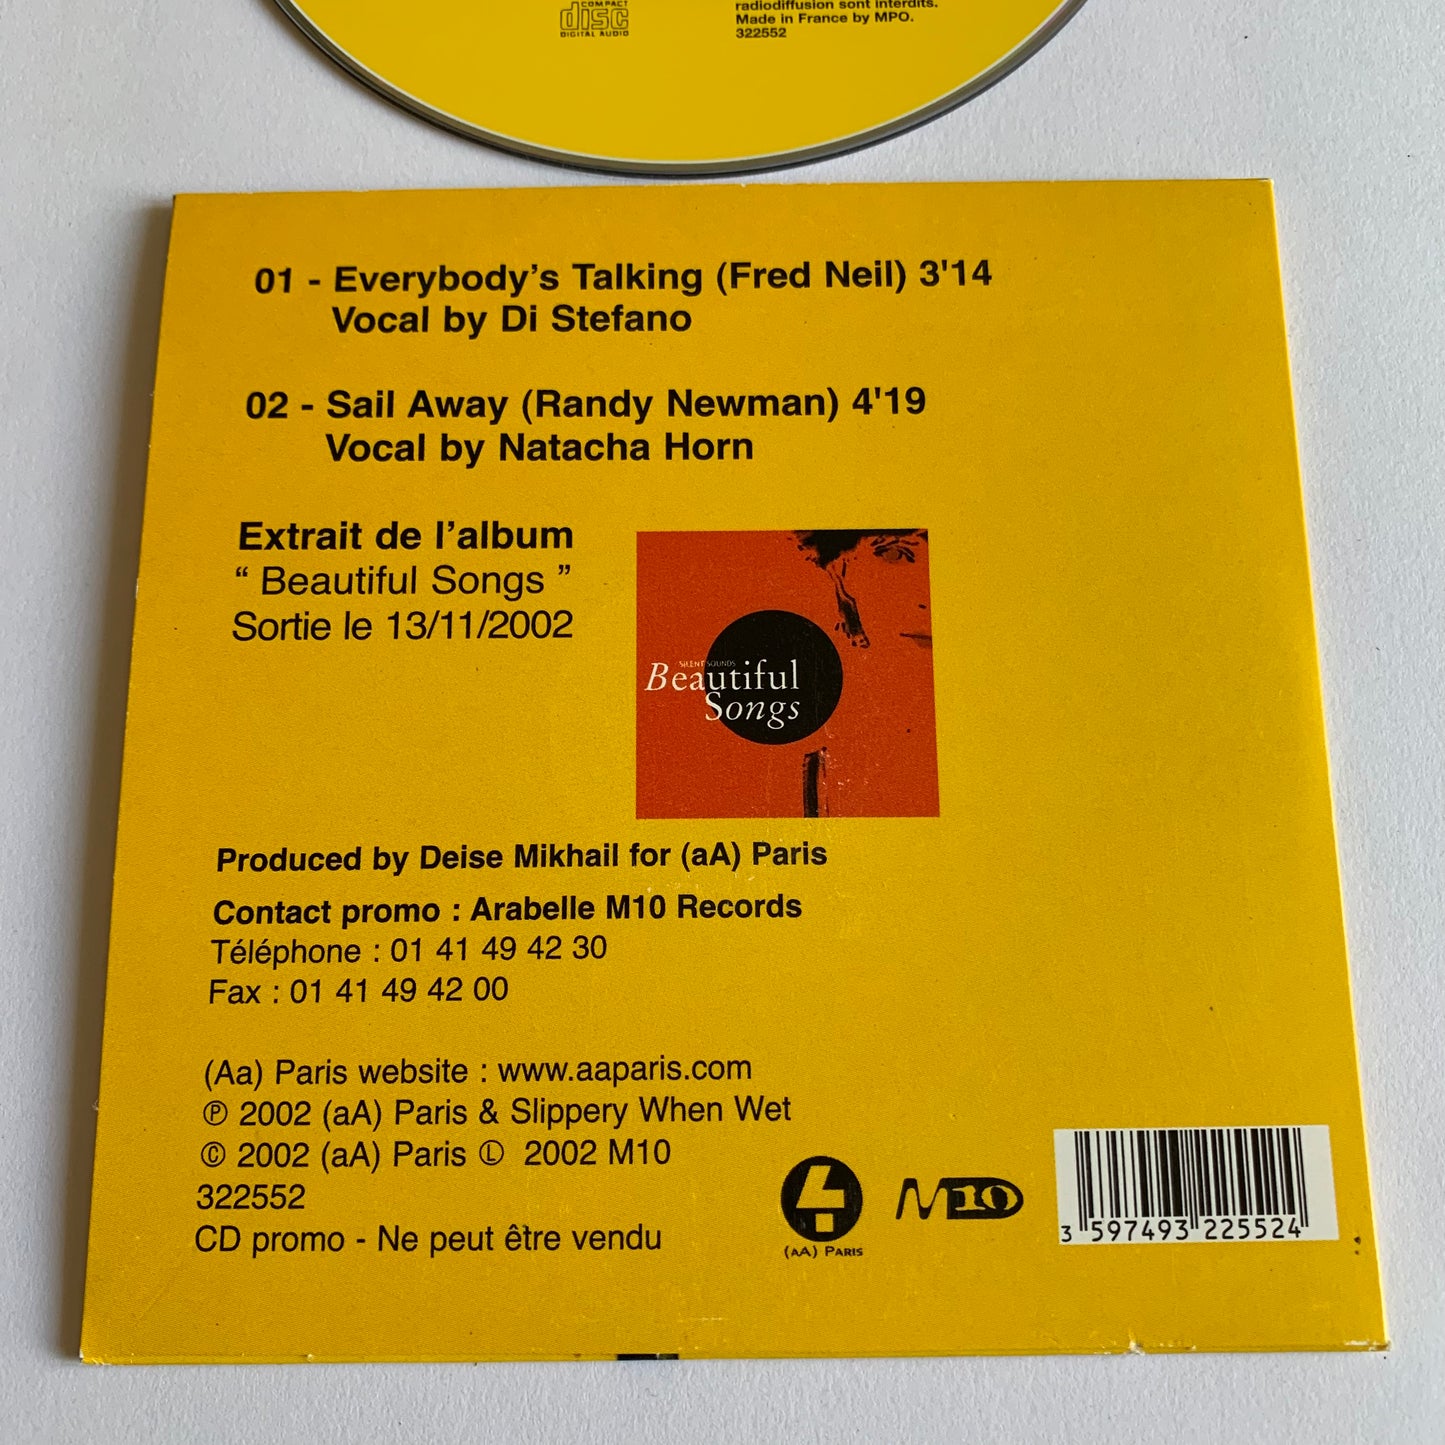 COMPACT
disc
DIGITAL AUDIO
radiodiffusion sont interdits.
Made in France by MPO.
322552
01 - Everybody's Talking (Fred Neil) 3'14
Vocal by Di Stefano
02 - Sail Away (Randy Newman) 4'19
Vocal by Natacha Horn
Extrait de l'album
“ Beautiful Songs ”
Sortie le 13/11/2002
SILENT SOUNDS
Beautiful
Songs
Produced by Deise Mikhail for (aA) Paris
Contact promo : Arabelle M10 Records
Téléphone : 01 41 49 42 30
Fax : 01 41 49 42 00
(Aa) Paris website : www.aaparis.com
℗ 2002 (aA) Paris & Slippery When Wet
© 2002 (aA) Paris Ⓛ 2002 M10
322552
CD promo - Ne peut être vendu
(aA) PARIS
M10
3 597493 225524